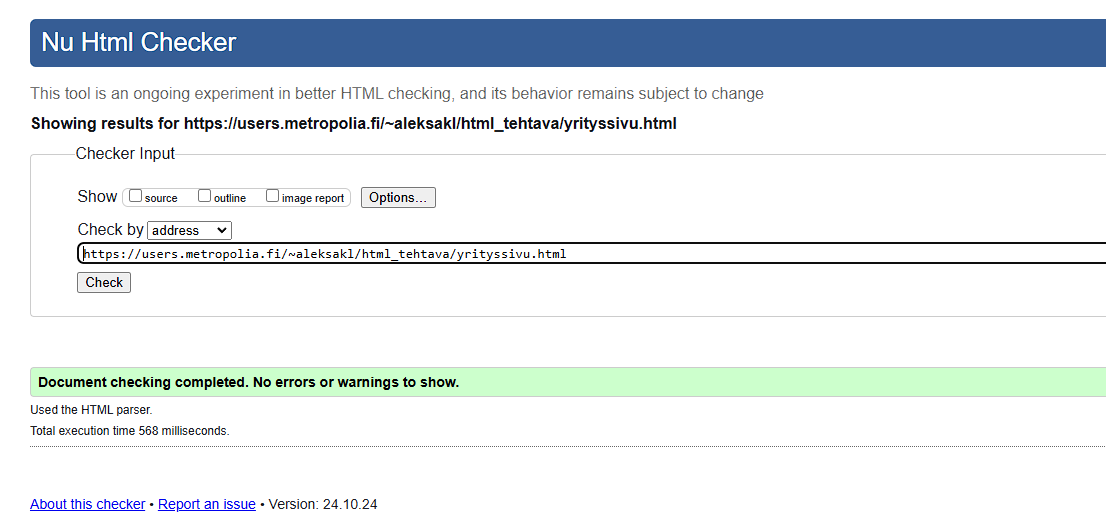 Nu Html Checker
This tool is an ongoing experiment in better HTML checking, and its behavior remains subject to change
Showing results for https://users.metropolia.fi/~aleksakl/html_tehtava/yrityssivu.html
Checker Input
Show source outline image report Options...
Check by address
https://users.metropolia.fi/~aleksakl/html_tehtava/yrityssivu.html
Check
Document checking completed. No errors or warnings to show.
Used the HTML parser.
Total execution time 568 milliseconds.
About this checker • Report an issue • Version: 24.10.24